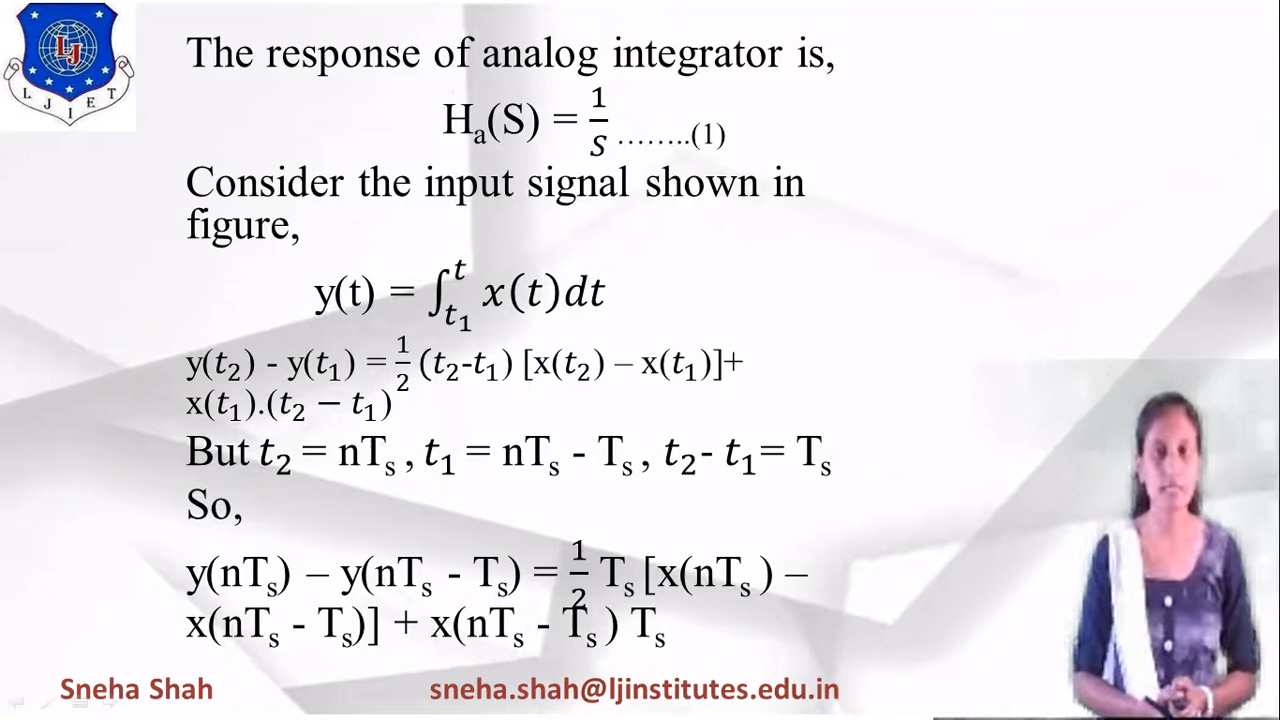 LJ
L J I E T
The response of analog integrator is,
Hₐ(S) = 1/s ........(1)
Consider the input signal shown in
figure,
y(t) = ∫_{t₁}^{t} x(t)dt
y(t₂) - y(t₁) = 1/2 (t₂-t₁) [x(t₂) – x(t₁)]+
x(t₁).(t₂ − t₁)
But t₂ = nTₛ , t₁ = nTₛ - Tₛ , t₂- t₁= Tₛ
So,
y(nTₛ) – y(nTₛ - Tₛ) = 1/2 Tₛ [x(nTₛ ) –
x(nTₛ - Tₛ)] + x(nTₛ - Tₛ ) Tₛ
Sneha Shah sneha.shah@ljinstitutes.edu.in